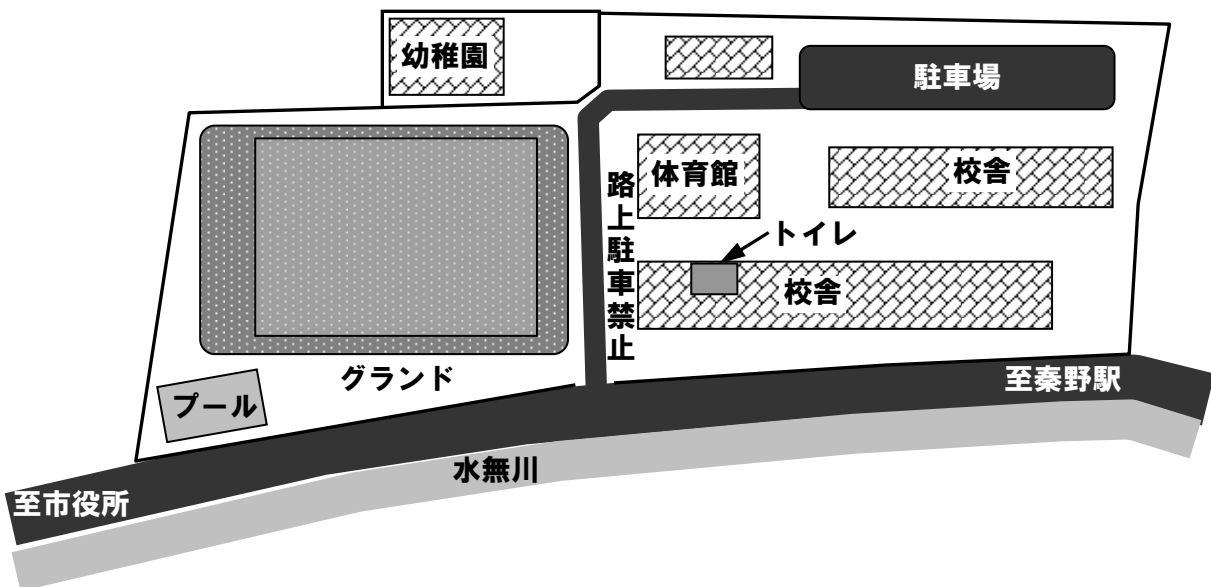 幼稚園
駐車場
体育館
校舎
路上駐車禁止
トイレ
校舎
グランド
プール
至秦野駅
水無川
至市役所